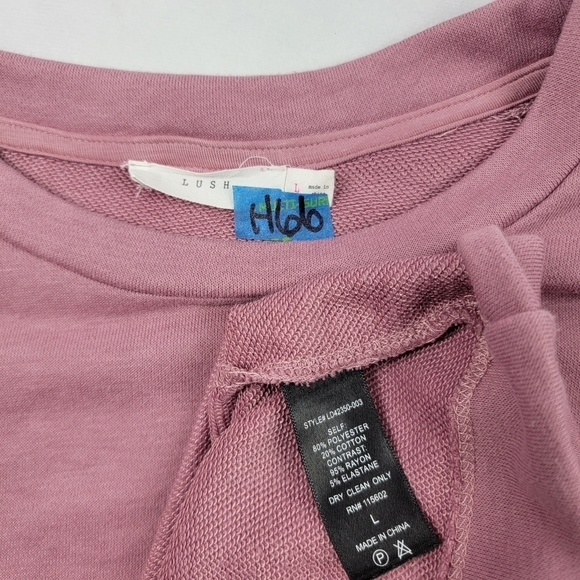 LUSH
L
Made in
H66
STYLE# LD42350-003
SELF:
80% POLYESTER
20% COTTON
CONTRAST:
95% RAYON
5% ELASTANE
DRY CLEAN ONLY
RN# 115602
L
MADE IN CHINA
P